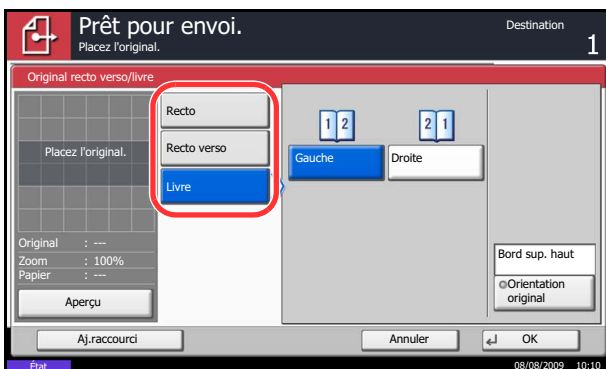 Prêt pour envoi.
Placez l'original.
Destination
1
Original recto verso/livre
Placez l'original.
Original : ---
Zoom : 100%
Papier : ---
Aperçu
Recto
Recto verso
Livre
1 2
2 1
Gauche
Droite
Bord sup. haut
Orientation
original
Aj.raccourci
Annuler
OK
État
08/08/2009 10:10